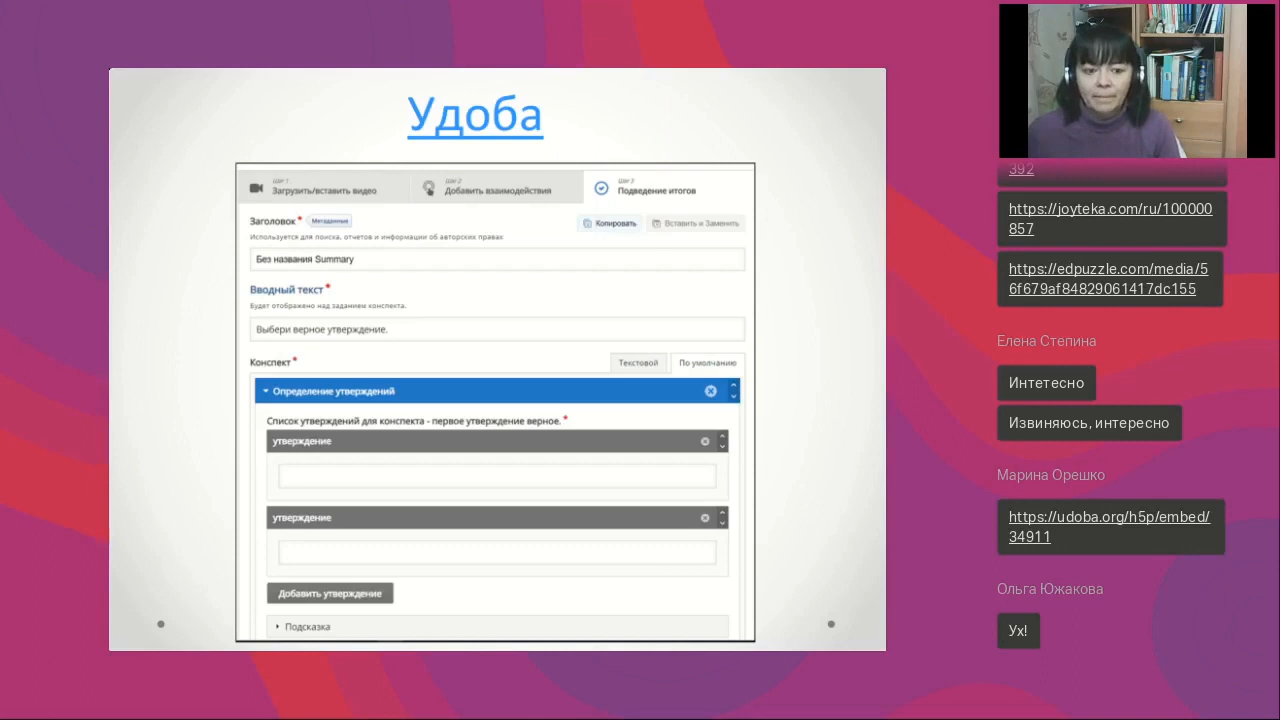 Удоба
Шаг 1
Загрузить/вставить видео
Шаг 2
Добавить взаимодействия
Шаг 3
Подведение итогов
Заголовок * Метаданные
Копировать
Вставить и Заменить
Используется для поиска, отчетов и информации об авторских правах
Без названия Summary
Вводный текст *
Будет отображено над заданием конспекта.
Выбери верное утверждение.
Конспект *
Текстовой
По умолчанию
Определение утверждений
Список утверждений для конспекта - первое утверждение верное. *
утверждение
утверждение
Добавить утверждение
Подсказка
392
https://joyteka.com/ru/100000
857
https://edpuzzle.com/media/5
6f679af84829061417dc155
Елена Степина
Интетесно
Извиняюсь, интересно
Марина Орешко
https://udoba.org/h5p/embed/
34911
Ольга Южакова
Ух!